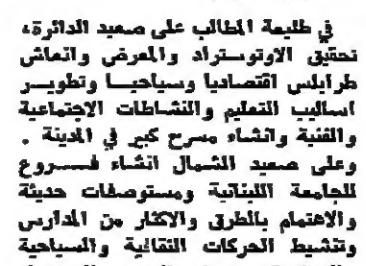 في طليعة المطالب على صعيد الدائرة،
تحقيق الاوتوستراد والمعرض وانعاش
طرابلس اقتصاديا وسياحيا وتطوير
اساليب التعليم والنشاطات الاجتماعية
والفنية وانشاء مسرح كبير في المدينة .
وعلى صعيد الشمال انشاء فروع
للجامعة اللبنانية ومستوصفات حديثة
والاهتمام بالطرق والاكثار من المدارس
وتنشيط الحركات الثقافية والسياحية